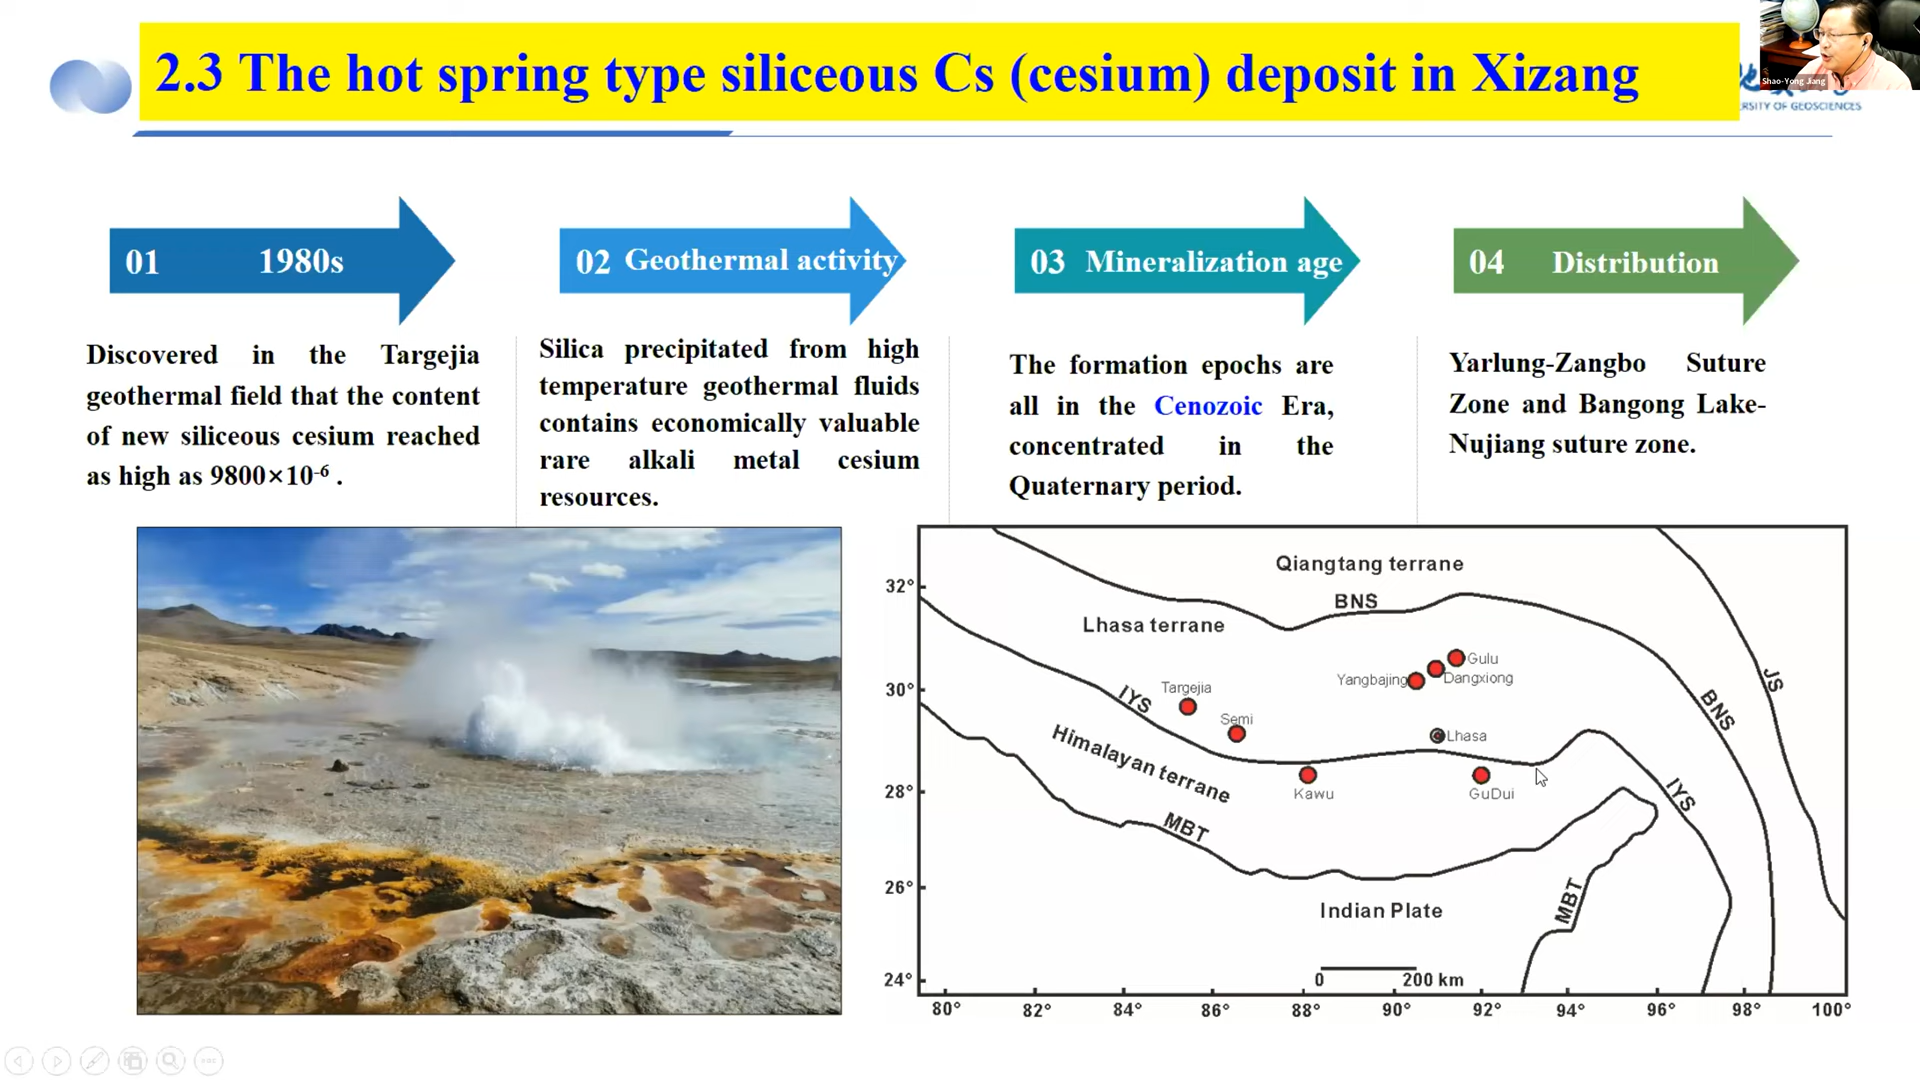 2.3 The hot spring type siliceous Cs (cesium) deposit in Xizang
Shao-Yong Jiang
OF GEOSCIENCES
01 1980s
Discovered in the Targejia
geothermal field that the content
of new siliceous cesium reached
as high as 9800×10-6 .
02 Geothermal activity
Silica precipitated from high
temperature geothermal fluids
contains economically valuable
rare alkali metal cesium
resources.
03 Mineralization age
The formation epochs are
all in the Cenozoic Era,
concentrated in the
Quaternary period.
04 Distribution
Yarlung-Zangbo Suture
Zone and Bangong Lake-
Nujiang suture zone.
Qiangtang terrane
32°
BNS
Lhasa terrane
Gulu
JS
30°
Yangbajing
Dangxiong
Targejia
IYS
BNS
Semi
Lhasa
Himalayan terrane
28°
Kawu
GuDui
IYS
MBT
26°
MBT
Indian Plate
24°
0 200 km
80° 82° 84° 86° 88° 90° 92° 94° 96° 98° 100°